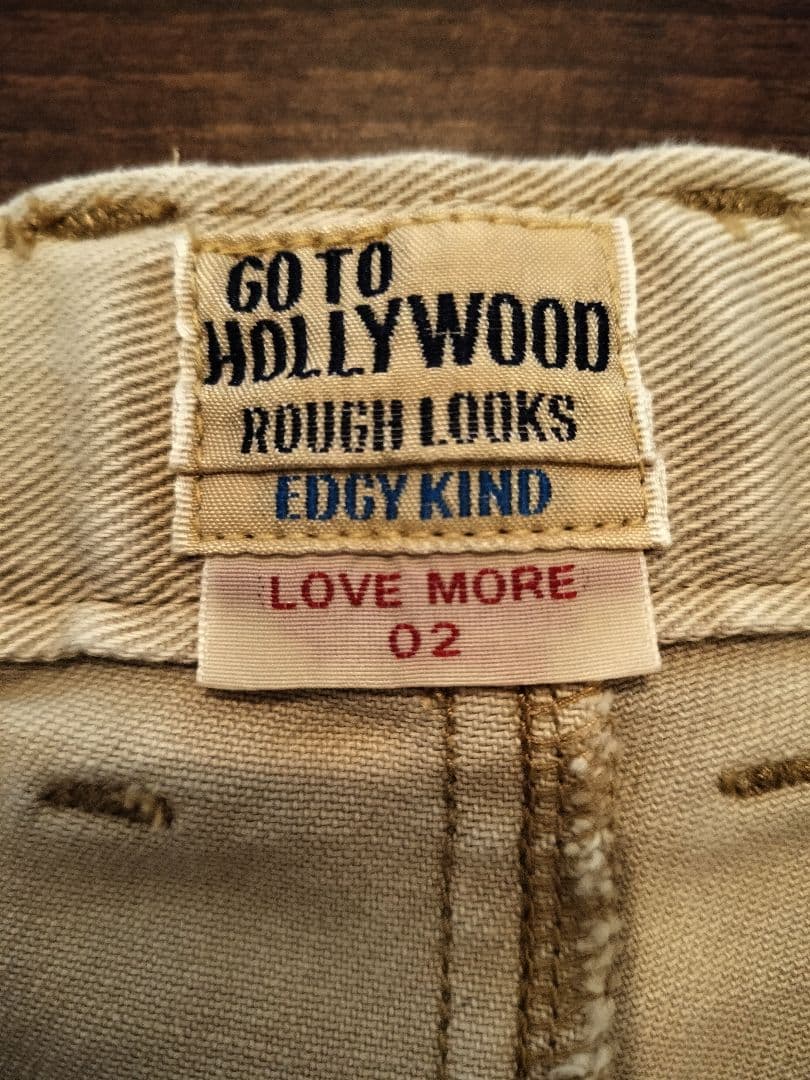 GO TO
HOLLYWOOD
ROUGH LOOKS
EDGY KIND
LOVE MORE
02